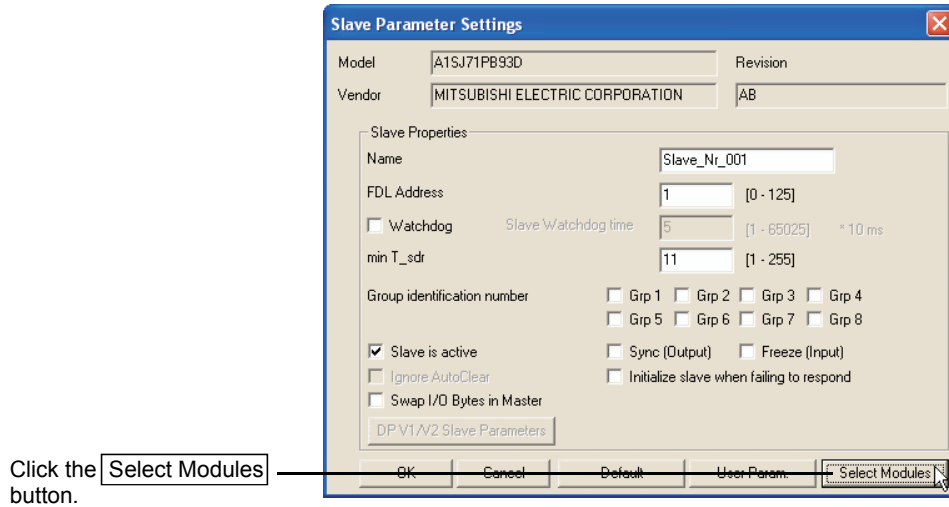 Slave Parameter Settings
Model A1SJ71PB93D Revision
Vendor MITSUBISHI ELECTRIC CORPORATION AB
Slave Properties
Name Slave_Nr_001
FDL Address 1 [0 - 125]
Watchdog Slave Watchdog time 5 [1 - 65025] * 10 ms
min T_sdr 11 [1 - 255]
Group identification number Grp 1 Grp 2 Grp 3 Grp 4
Grp 5 Grp 6 Grp 7 Grp 8
Slave is active Sync (Output) Freeze (Input)
Ignore AutoClear Initialize slave when failing to respond
Swap I/O Bytes in Master
DP V1/V2 Slave Parameters
OK Cancel Default User Param. Select Modules
Click the Select Modules
button.